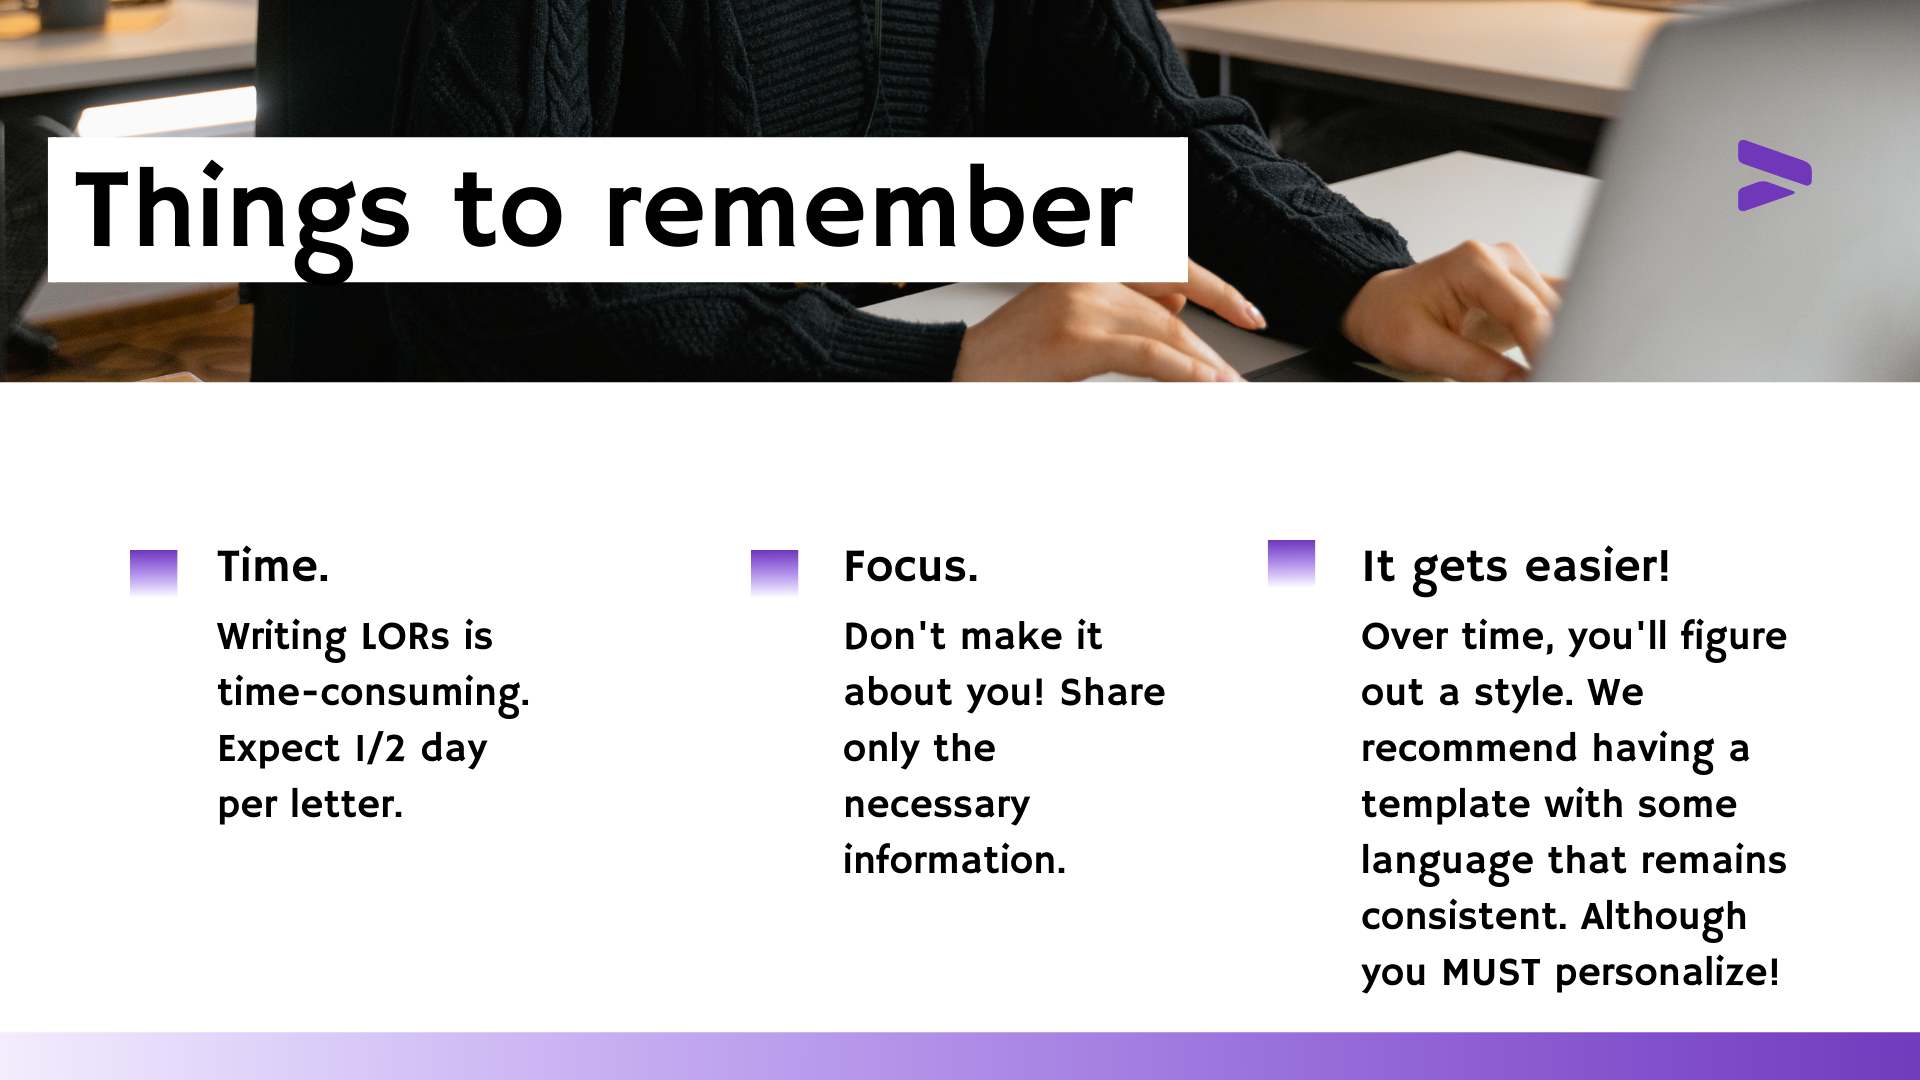 Things to remember
Time.
Writing LORs is
time-consuming.
Expect 1/2 day
per letter.
Focus.
Don't make it
about you! Share
only the
necessary
information.
It gets easier!
Over time, you'll figure
out a style. We
recommend having a
template with some
language that remains
consistent. Although
you MUST personalize!